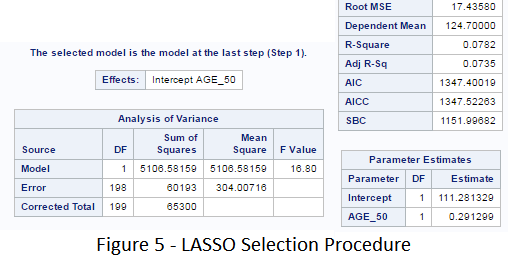 The selected model is the model at the last step (Step 1).
Effects: Intercept AGE_50
Analysis of Variance
Source DF Sum of Squares Mean Square F Value
Model 1 5106.58159 5106.58159 16.80
Error 198 60193 304.00716
Corrected Total 199 65300
Root MSE 17.43580
Dependent Mean 124.70000
R-Square 0.0782
Adj R-Sq 0.0735
AIC 1347.40019
AICC 1347.52263
SBC 1151.99682
Parameter Estimates
Parameter DF Estimate
Intercept 1 111.281329
AGE_50 1 0.291299
Figure 5 - LASSO Selection Procedure